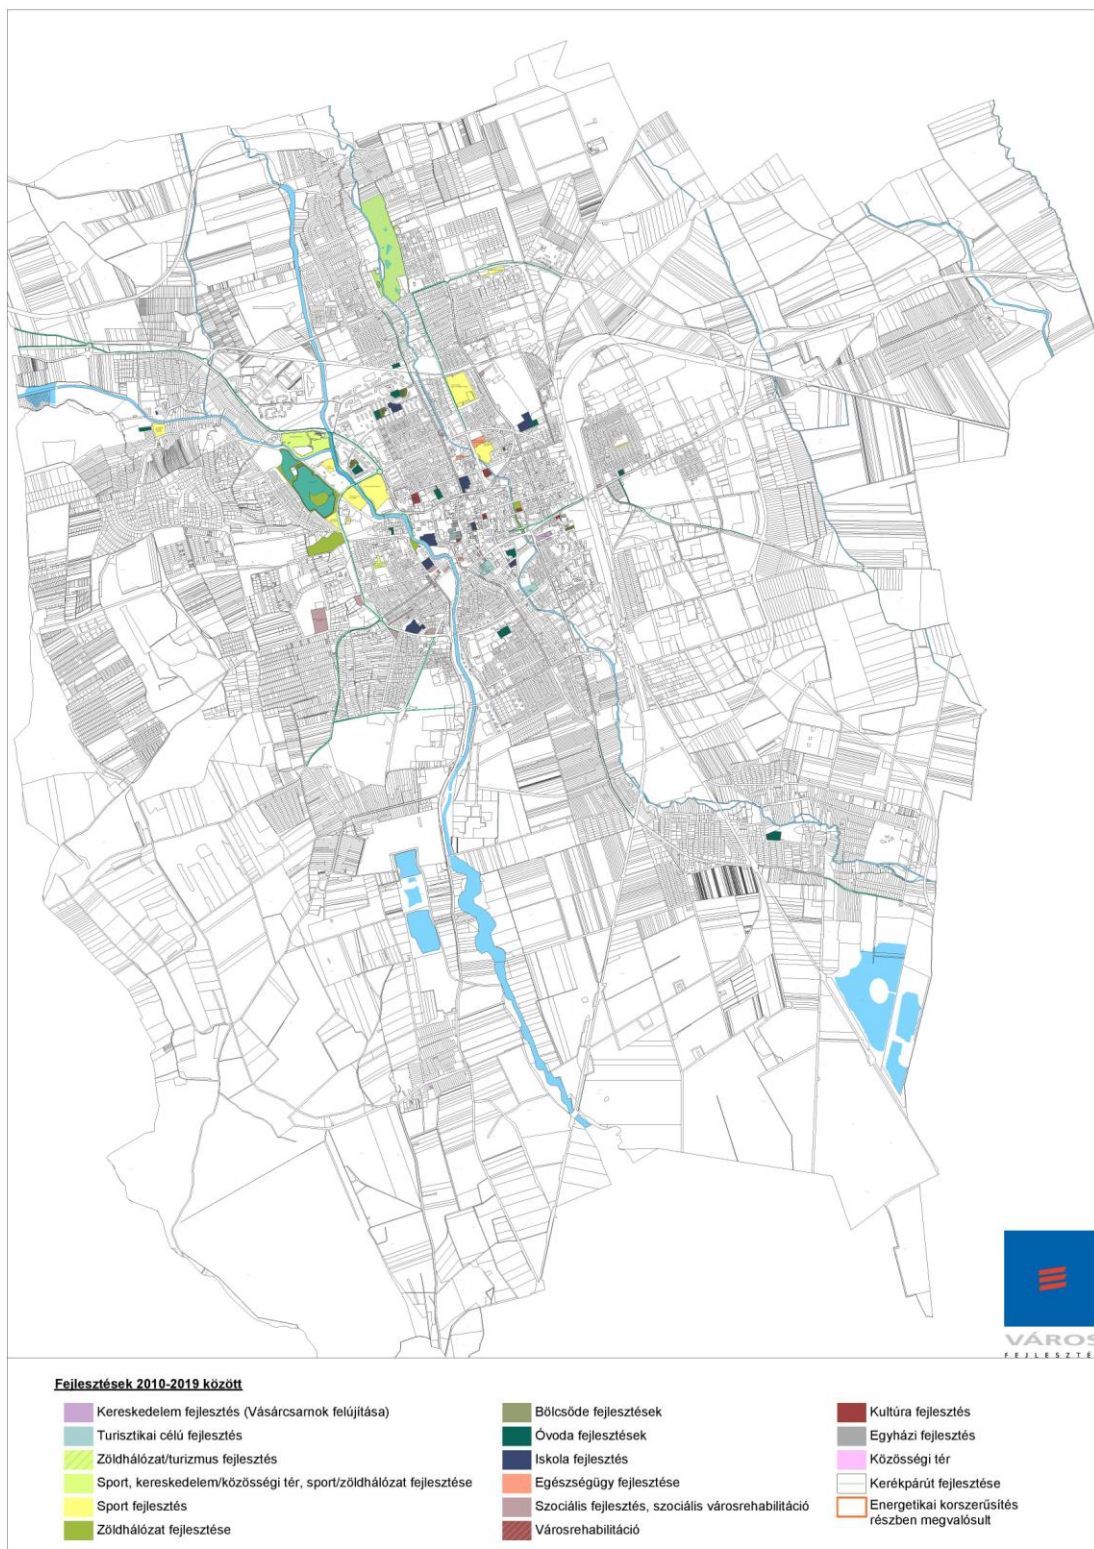 VÁROS
FEJLESZTÉ
Fejlesztések 2010-2019 között
Kereskedelem fejlesztés (Vásárcsarnok felújítása)
Turisztikai célú fejlesztés
Zöldhálózat/turizmus fejlesztés
Sport, kereskedelem/közösségi tér, sport/zöldhálózat fejlesztése
Sport fejlesztés
Zöldhálózat fejlesztése
Bölcsőde fejlesztések
Óvoda fejlesztések
Iskola fejlesztés
Egészségügy fejlesztése
Szociális fejlesztés, szociális városrehabilitáció
Városrehabilitáció
Kultúra fejlesztés
Egyházi fejlesztés
Közösségi tér
Kerékpárút fejlesztése
Energetikai korszerűsítés
részben megvalósult